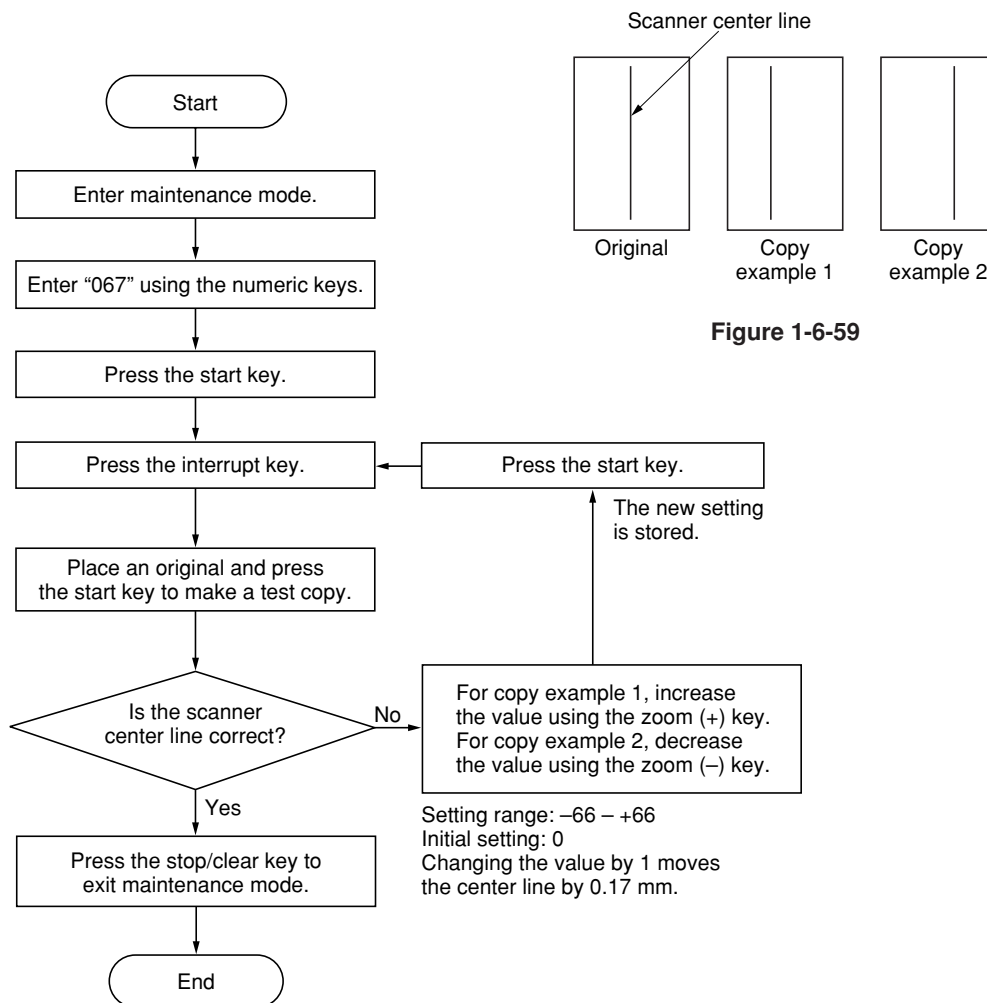 Scanner center line
Original
Copy
example 1
Copy
example 2
Figure 1-6-59
Start
Enter maintenance mode.
Enter “067” using the numeric keys.
Press the start key.
Press the interrupt key.
Press the start key.
The new setting
is stored.
Place an original and press
the start key to make a test copy.
Is the scanner
center line correct?
No
For copy example 1, increase
the value using the zoom (+) key.
For copy example 2, decrease
the value using the zoom (–) key.
Setting range: –66 – +66
Initial setting: 0
Changing the value by 1 moves
the center line by 0.17 mm.
Yes
Press the stop/clear key to
exit maintenance mode.
End